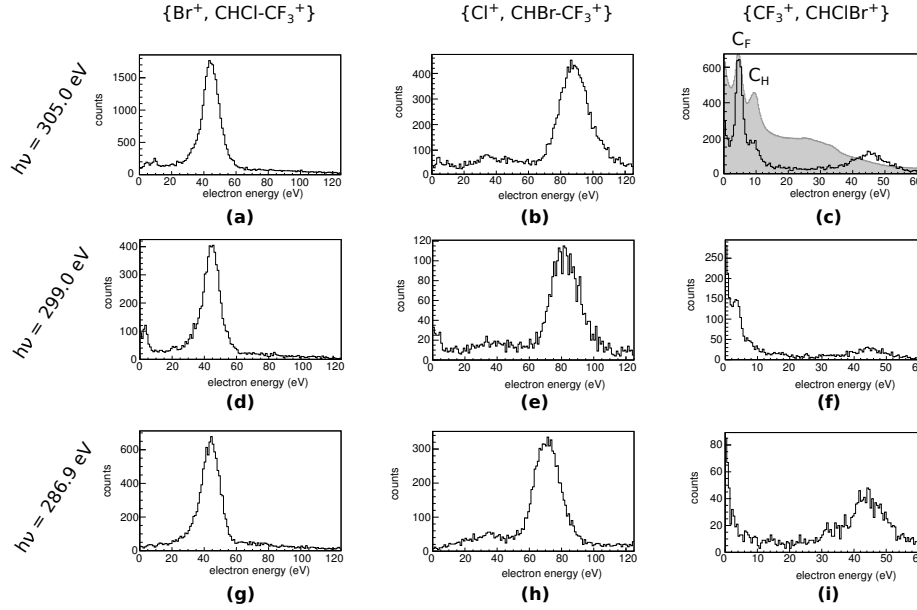 {Br⁺, CHCl-CF₃⁺}
{Cl⁺, CHBr-CF₃⁺}
{CF₃⁺, CHClBr⁺}
hν = 305.0 eV
counts
1500
1000
500
0
0 20 40 60 80 100 120
electron energy (eV)
(a)
counts
400
300
200
100
0
0 20 40 60 80 100 120
electron energy (eV)
(b)
C_F
C_H
counts
600
400
200
0
0 10 20 30 40 50 60
electron energy (eV)
(c)
hν = 299.0 eV
counts
400
300
200
100
0
0 20 40 60 80 100 120
electron energy (eV)
(d)
counts
120
100
80
60
40
20
0
0 20 40 60 80 100 120
electron energy (eV)
(e)
counts
250
200
150
100
50
0
0 10 20 30 40 50 60
electron energy (eV)
(f)
hν = 286.9 eV
counts
600
400
200
0
0 20 40 60 80 100 120
electron energy (eV)
(g)
counts
300
200
100
0
0 20 40 60 80 100 120
electron energy (eV)
(h)
counts
80
60
40
20
0
0 10 20 30 40 50 60
electron energy (eV)
(i)